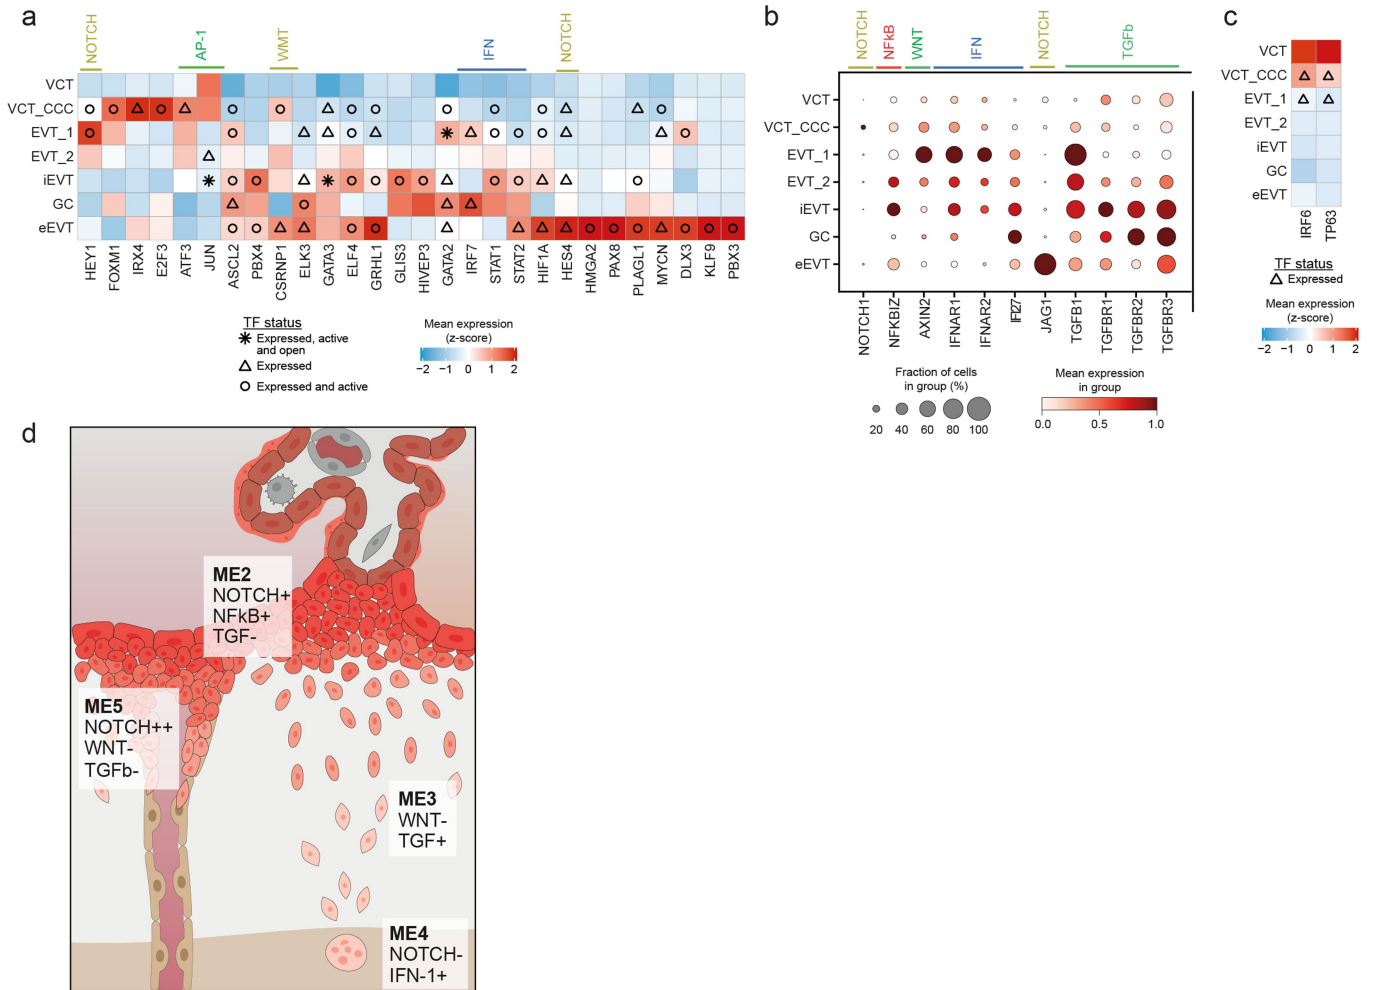 a
NOTCH
AP-1
WMT
IFN
NOTCH
VCT
VCT_CCC
EVT_1
EVT_2
iEVT
GC
eEVT
HEY1
FOXM1
IRX4
E2F3
ATF3
JUN
ASCL2
PBX4
CSRNP1
ELK3
GATA3
ELF4
GRHL1
GLIS3
HIVEP3
GATA2
IRF7
STAT1
STAT2
HIF1A
HES4
HMGA2
PAX8
PLAGL1
MYCN
DLX3
KLF9
PBX3
TF status
Expressed, active
and open
Expressed
Expressed and active
Mean expression
(z-score)
−2 −1 0 1 2
b
NOTCH
NFkB
WNT
IFN
NOTCH
TGFb
VCT
VCT_CCC
EVT_1
EVT_2
iEVT
GC
eEVT
NOTCH1
NFKBIZ
AXIN2
IFNAR1
IFNAR2
IFI27
JAG1
TGFB1
TGFBR1
TGFBR2
TGFBR3
Fraction of cells
in group (%)
20 40 60 80 100
Mean expression
in group
0.0 0.5 1.0
c
VCT
VCT_CCC
EVT_1
EVT_2
iEVT
GC
eEVT
IRF6
TP63
TF status
Expressed
Mean expression
(z-score)
−2 −1 0 1 2
d
ME2
NOTCH+
NFkB+
TGF-
ME5
NOTCH++
WNT-
TGFb-
ME3
WNT-
TGF+
ME4
NOTCH-
IFN-1+